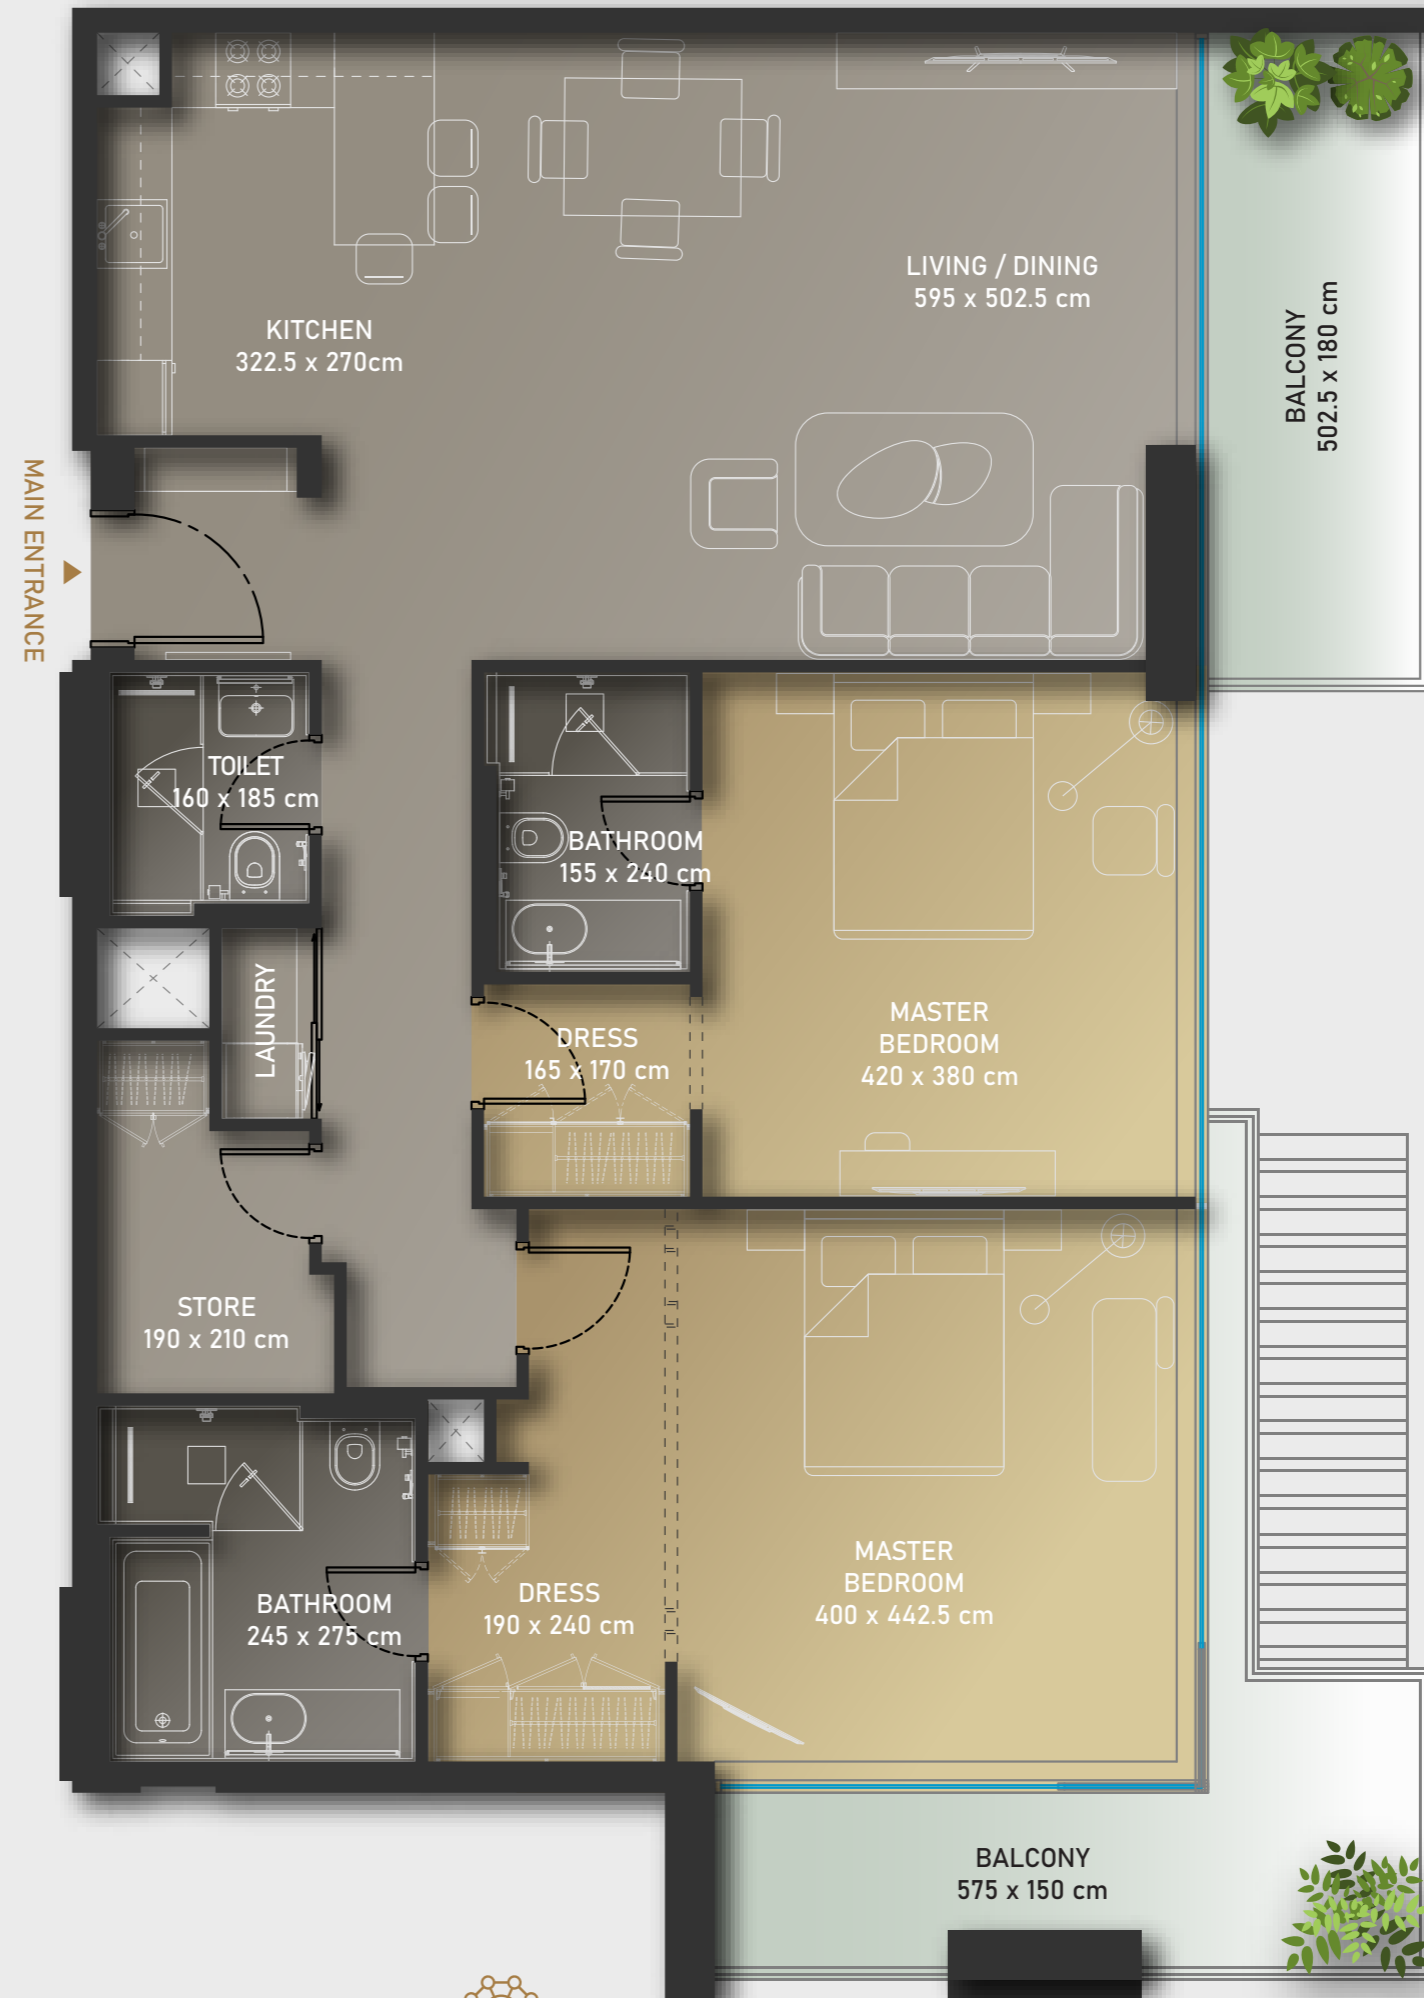 LIVING / DINING
595 x 502.5 cm
KITCHEN
322.5 x 270cm
BALCONY
502.5 x 180 cm
MAIN ENTRANCE
TOILET
160 x 185 cm
BATHROOM
155 x 240 cm
LAUNDRY
DRESS
165 x 170 cm
MASTER
BEDROOM
420 x 380 cm
STORE
190 x 210 cm
MASTER
BEDROOM
400 x 442.5 cm
BATHROOM
245 x 275 cm
DRESS
190 x 240 cm
BALCONY
575 x 150 cm